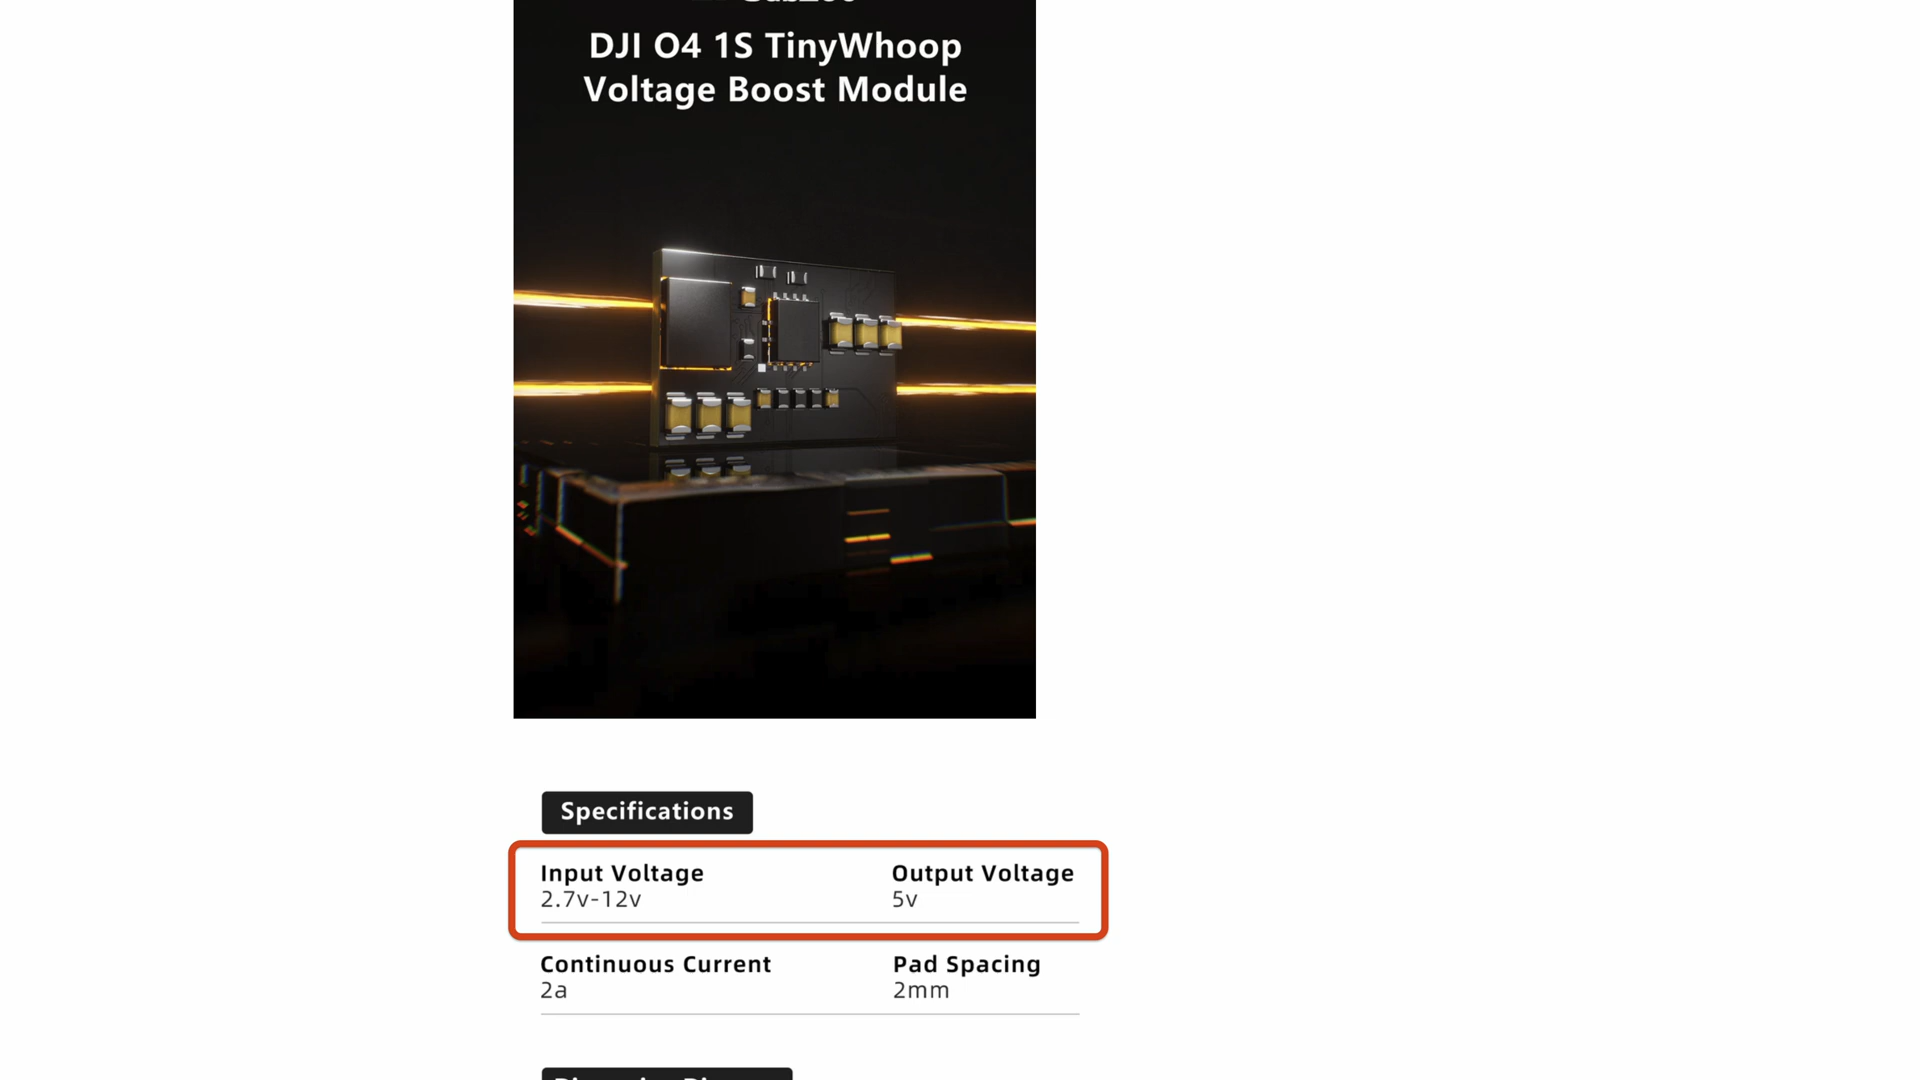 DJI O4 1S TinyWhoop
Voltage Boost Module
Specifications
Input Voltage
2.7v-12v
Output Voltage
5v
Continuous Current
2a
Pad Spacing
2mm